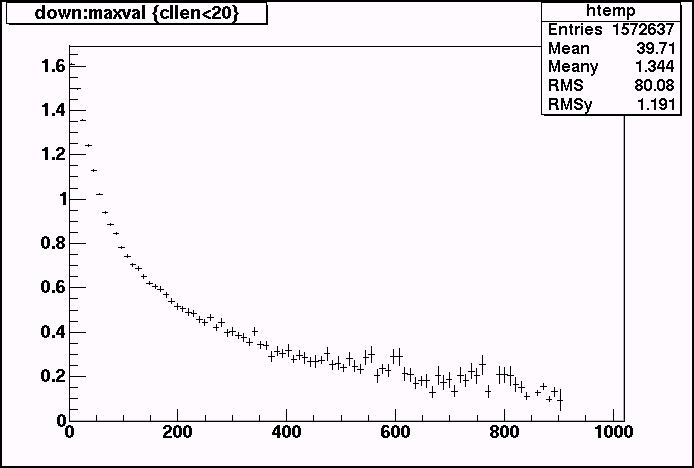 down:maxval {cllen<20}
htemp
Entries 1572637
Mean 39.71
Meany 1.344
RMS 80.08
RMSy 1.191
1.6
1.4
1.2
1
0.8
0.6
0.4
0.2
0
0 200 400 600 800 1000